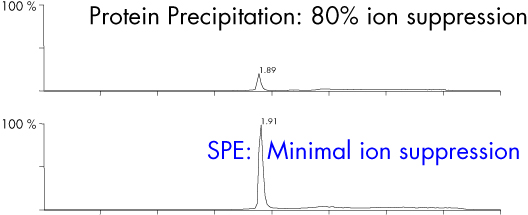 100 %
Protein Precipitation: 80% ion suppression
1.89
100 %
1.91
SPE: Minimal ion suppression